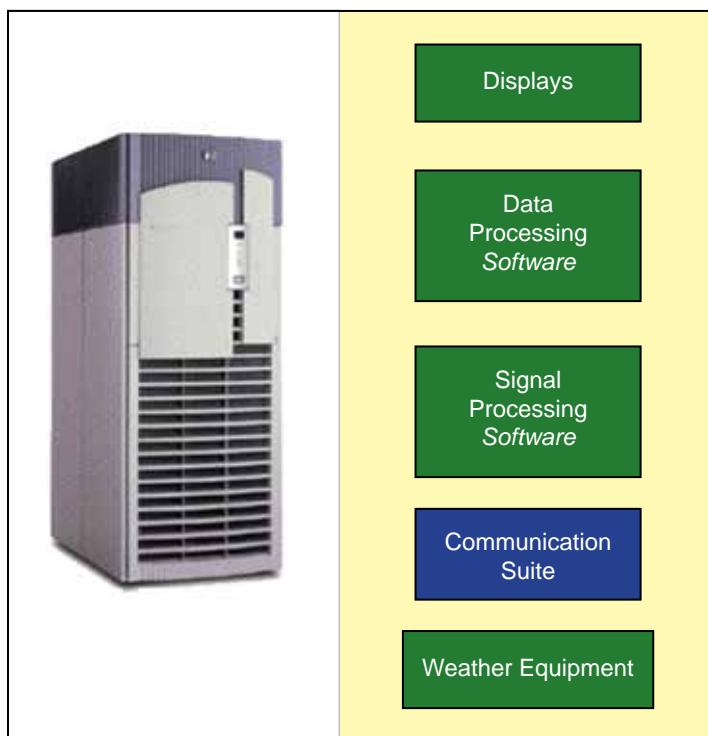 Displays
Data
Processing
Software
Signal
Processing
Software
Communication
Suite
Weather Equipment